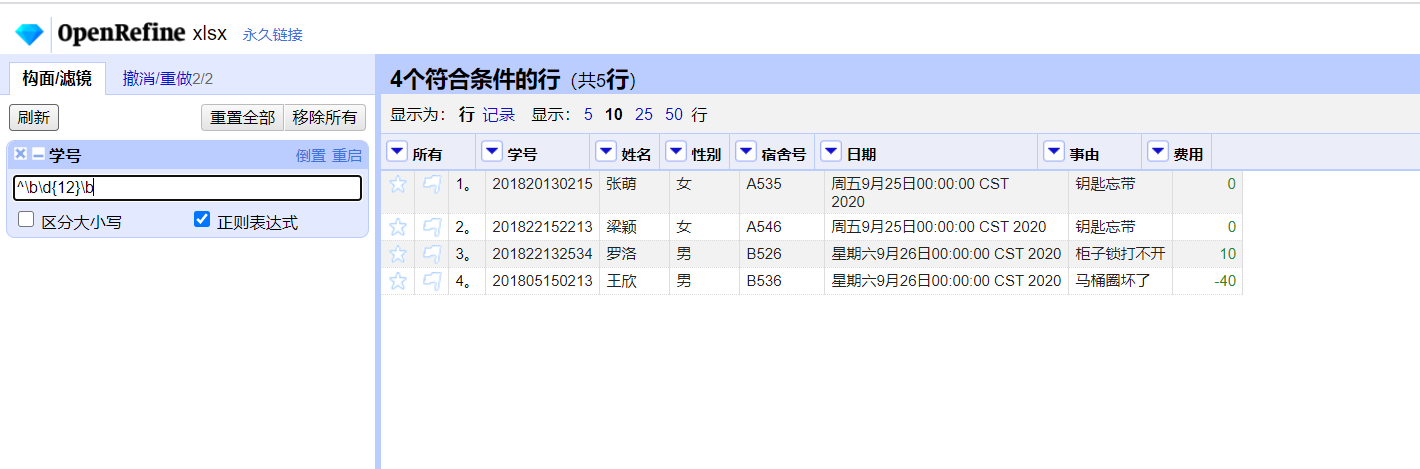 OpenRefine xlsx 永久链接
构面/滤镜 撤消/重做2/2
刷新 重置全部 移除所有
学号 倒置 重启
^\b\d{12}\b
区分大小写 正则表达式
4个符合条件的行 (共5行)
显示为: 行 记录 显示: 5 10 25 50 行
所有 学号 姓名 性别 宿舍号 日期 事由 费用
1。 201820130215 张萌 女 A535 周五9月25日00:00:00 CST 钥匙忘带 0
2020
2。 201822152213 梁颖 女 A546 周五9月25日00:00:00 CST 2020 钥匙忘带 0
3。 201822132534 罗洛 男 B526 星期六9月26日00:00:00 CST 2020 柜子锁打不开 10
4。 201805150213 王欣 男 B536 星期六9月26日00:00:00 CST 2020 马桶圈坏了 -40